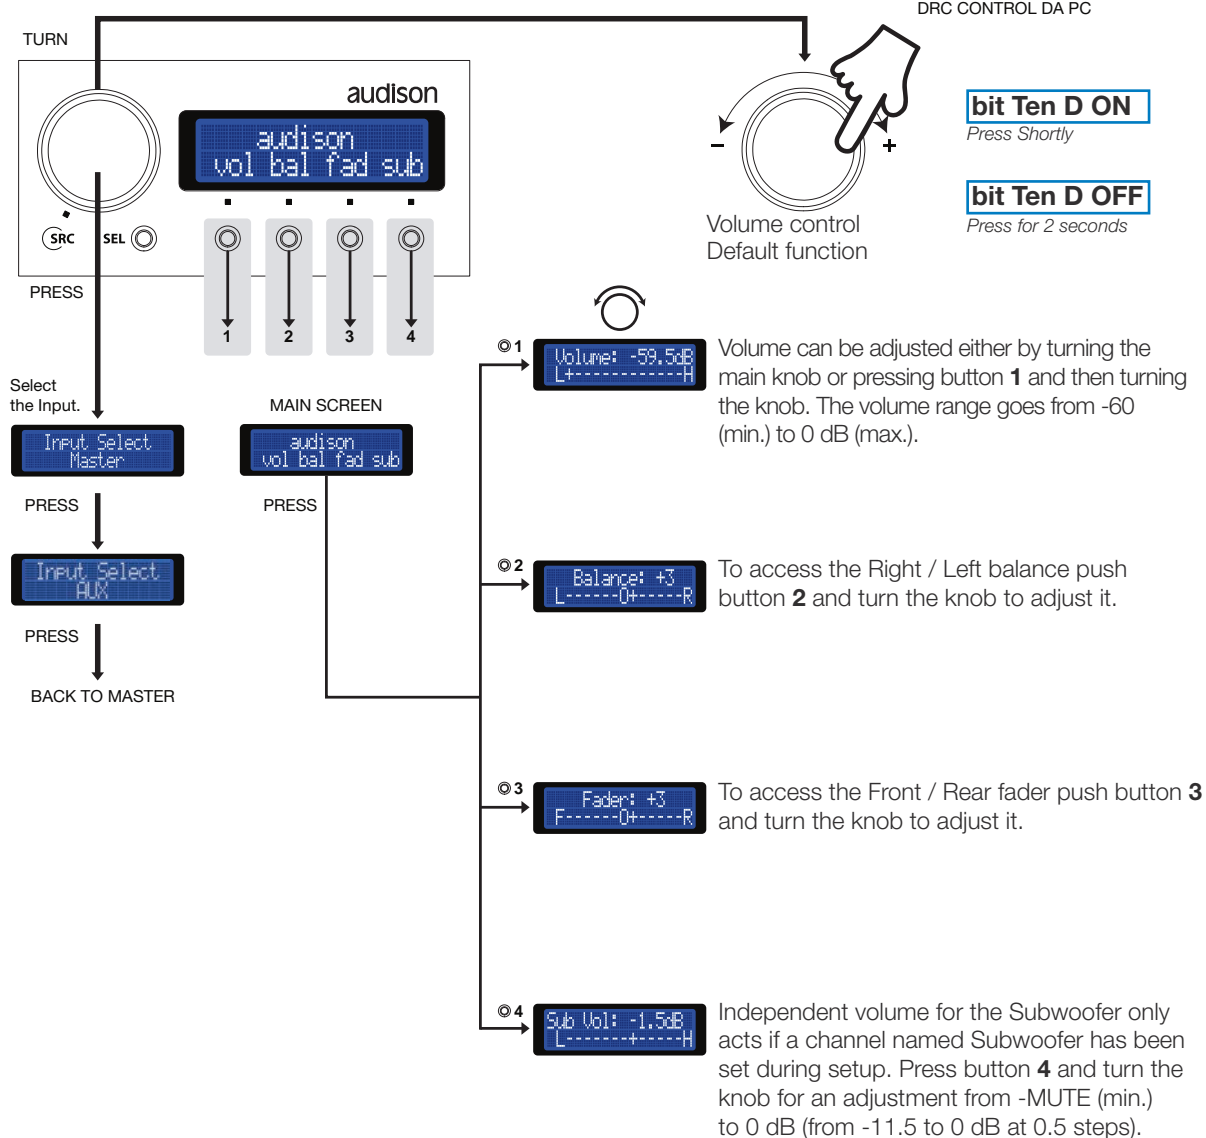 DRC CONTROL DA PC
TURN
audison
audison
vol bal fad sub
SRC
SEL
PRESS
1
2
3
4
-
+
Volume control
Default function
bit Ten D ON
Press Shortly
bit Ten D OFF
Press for 2 seconds
Select
the Input.
Input Select
Master
PRESS
Input Select
AUX
PRESS
BACK TO MASTER
MAIN SCREEN
audison
vol bal fad sub
PRESS
1
Volume: -59.5dB
L+------------H
Volume can be adjusted either by turning the
main knob or pressing button 1 and then turning
the knob. The volume range goes from -60
(min.) to 0 dB (max.).
2
Balance: +3
L------0+-----R
To access the Right / Left balance push
button 2 and turn the knob to adjust it.
3
Fader: +3
F------0+-----R
To access the Front / Rear fader push button 3
and turn the knob to adjust it.
4
Sub Vol: -1.5dB
L-------+-----H
Independent volume for the Subwoofer only
acts if a channel named Subwoofer has been
set during setup. Press button 4 and turn the
knob for an adjustment from -MUTE (min.)
to 0 dB (from -11.5 to 0 dB at 0.5 steps).